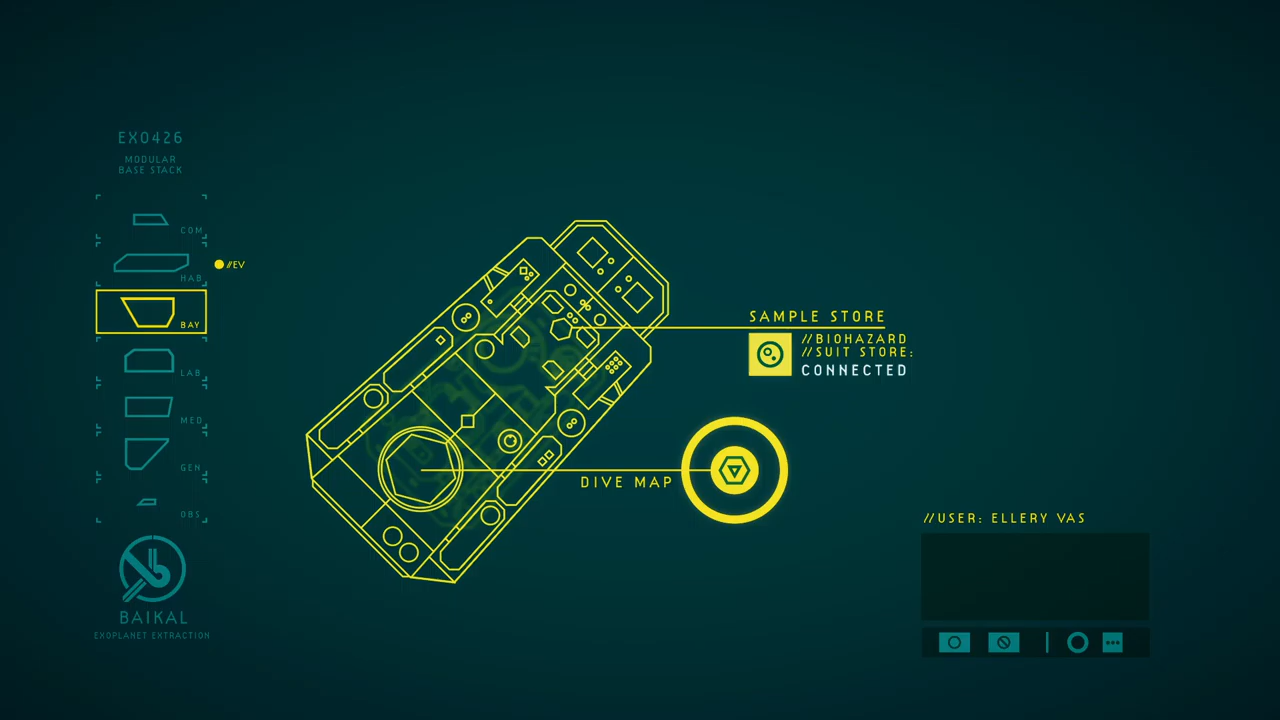 EXO426
MODULAR
BASE STACK
COM
HAB
//EV
BAY
LAB
MED
GEN
OBS
BAIKAL
EXOPLANET EXTRACTION
SAMPLE STORE
//BIOHAZARD
//SUIT STORE:
CONNECTED
DIVE MAP
//USER: ELLERY VAS